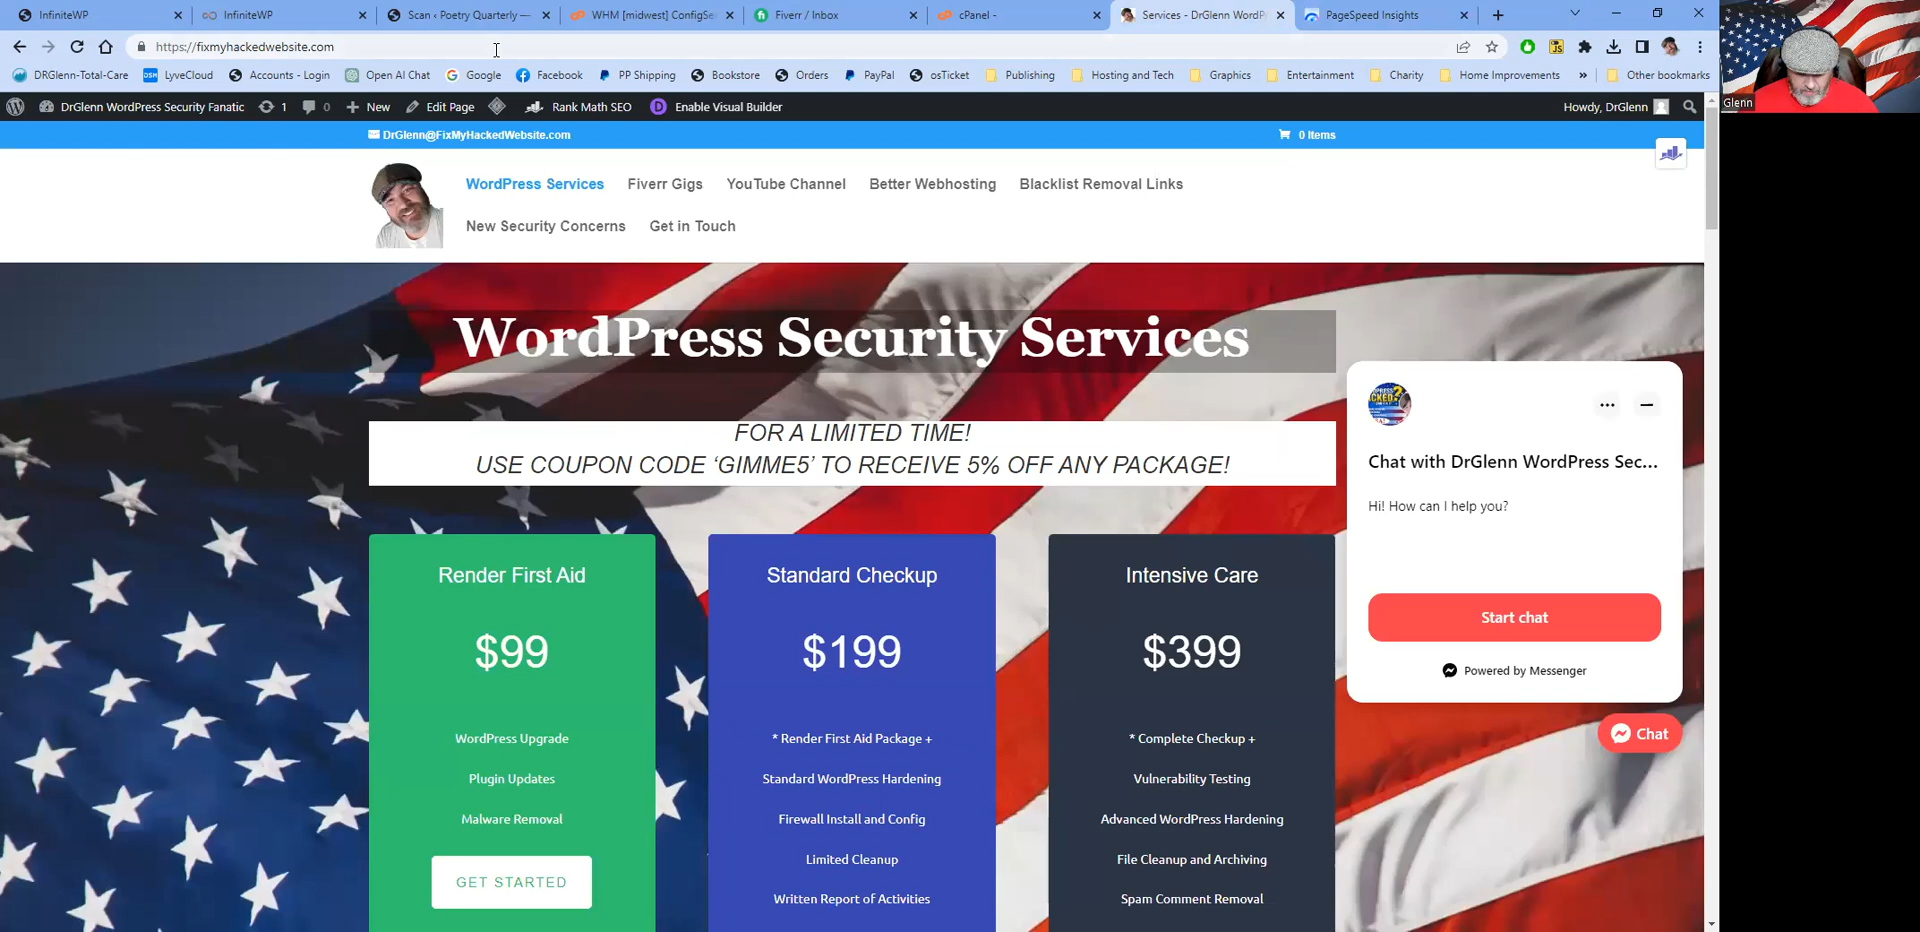 InfiniteWP
InfiniteWP
Scan ‹ Poetry Quarterly —
WHM [midwest] ConfigSe
Fiverr / Inbox
cPanel -
Services - DrGlenn WordP
PageSpeed Insights
https://fixmyhackedwebsite.com
DRGlenn-Total-Care
LyveCloud
Accounts - Login
Open AI Chat
Google
Facebook
PP Shipping
Bookstore
Orders
PayPal
osTicket
Publishing
Hosting and Tech
Graphics
Entertainment
Charity
Home Improvements
»
Other bookmarks
Glenn
DrGlenn WordPress Security Fanatic
1
0
New
Edit Page
Rank Math SEO
Enable Visual Builder
Howdy, DrGlenn
DrGlenn@FixMyHackedWebsite.com
0 Items
WordPress Services
Fiverr Gigs
YouTube Channel
Better Webhosting
Blacklist Removal Links
New Security Concerns
Get in Touch
WordPress Security Services
FOR A LIMITED TIME!
USE COUPON CODE ‘GIMME5’ TO RECEIVE 5% OFF ANY PACKAGE!
Render First Aid
$99
WordPress Upgrade
Plugin Updates
Malware Removal
GET STARTED
Standard Checkup
$199
* Render First Aid Package +
Standard WordPress Hardening
Firewall Install and Config
Limited Cleanup
Written Report of Activities
Intensive Care
$399
* Complete Checkup +
Vulnerability Testing
Advanced WordPress Hardening
File Cleanup and Archiving
Spam Comment Removal
Chat with DrGlenn WordPress Sec...
Hi! How can I help you?
Start chat
Powered by Messenger
Chat